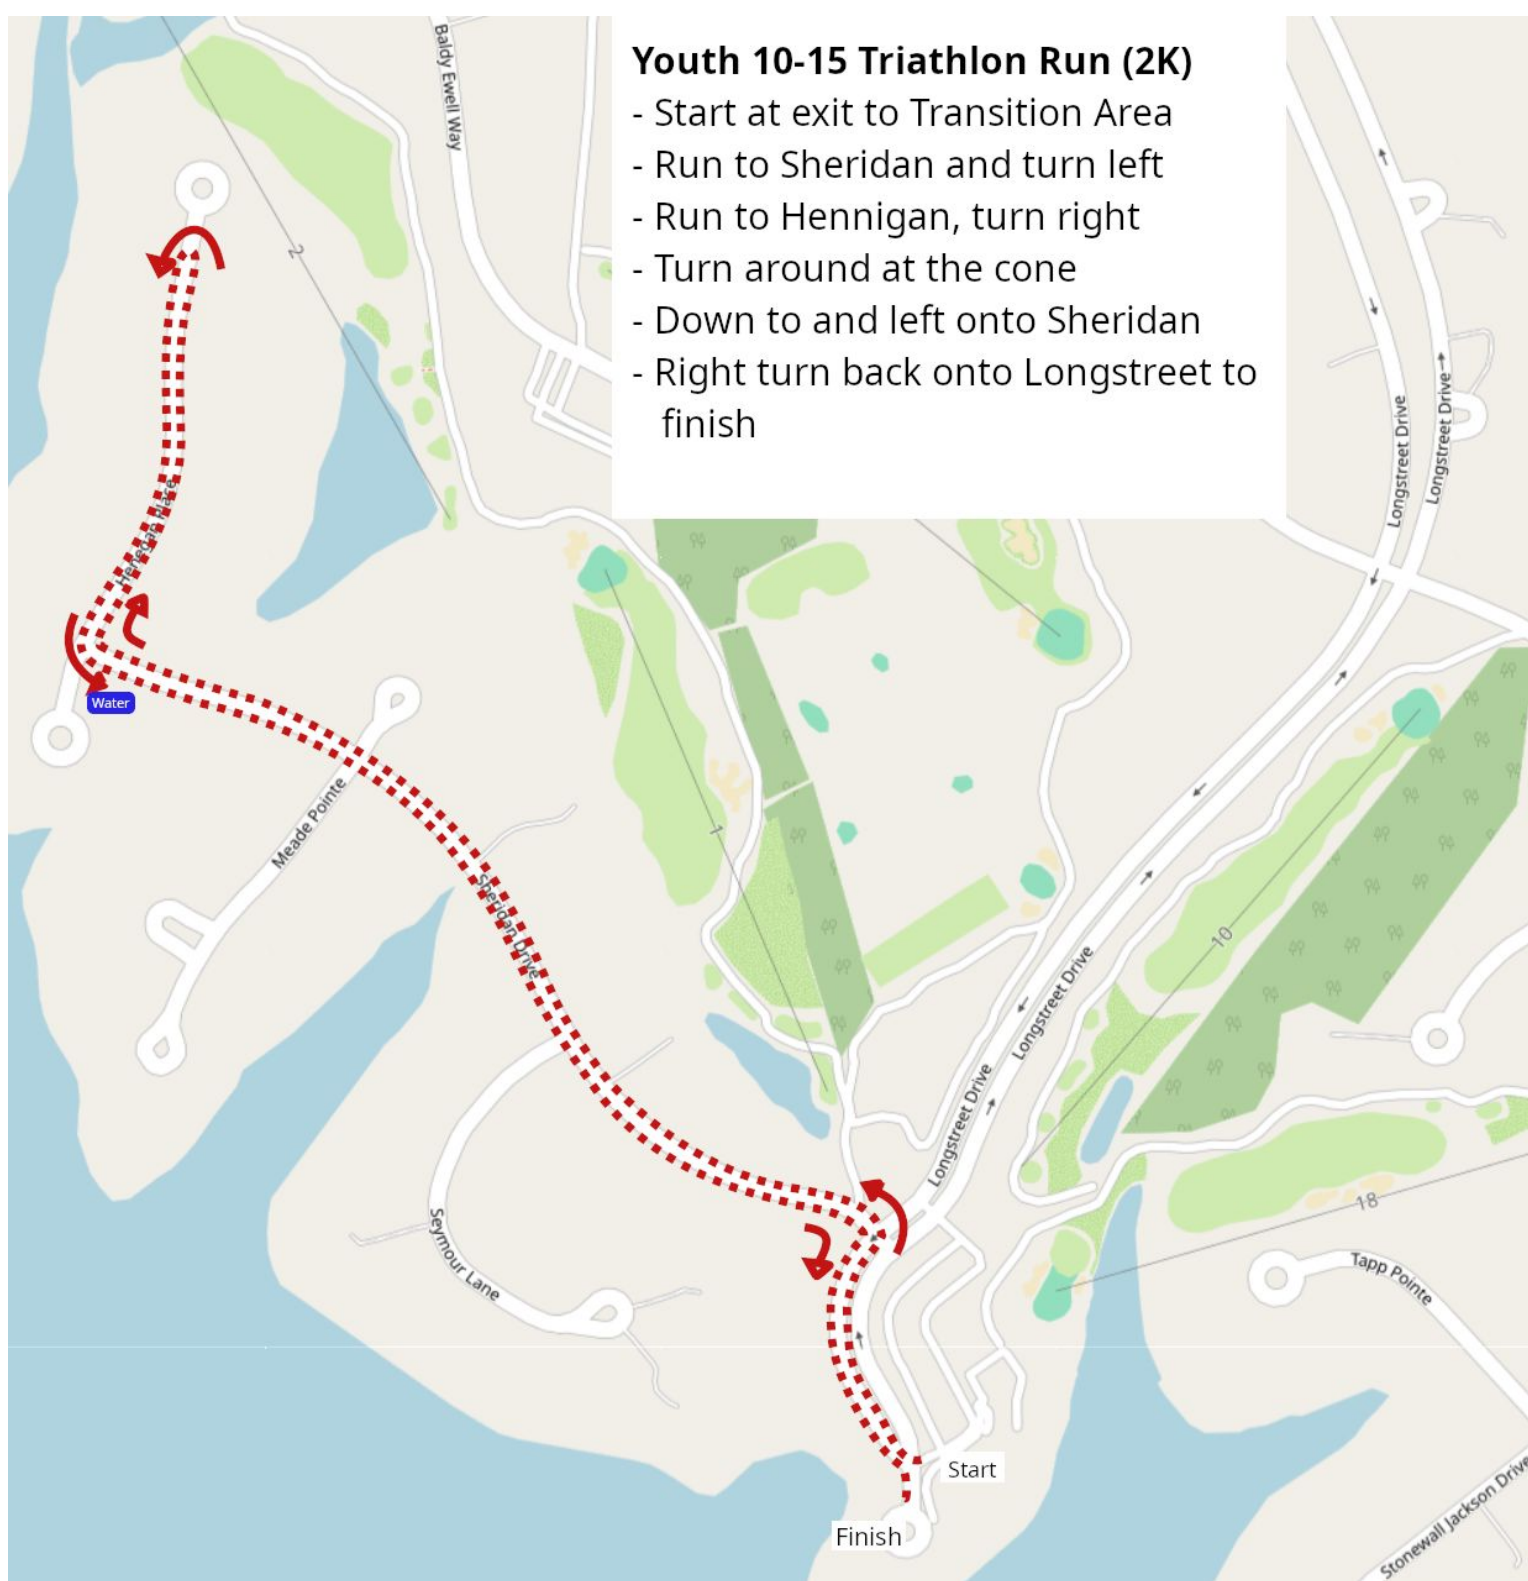 Youth 10-15 Triathlon Run (2K)
- Start at exit to Transition Area
- Run to Sheridan and turn left
- Run to Hennigan, turn right
- Turn around at the cone
- Down to and left onto Sheridan
- Right turn back onto Longstreet to
finish
Baldy Ewell Way
2
Longstreet Drive
Longstreet Drive
Henegan Place
Water
Meade Pointe
1
Sheridan Drive
10
Longstreet Drive
Longstreet Drive
18
Seymour Lane
Tapp Pointe
Start
Finish
Stonewall Jackson Drive